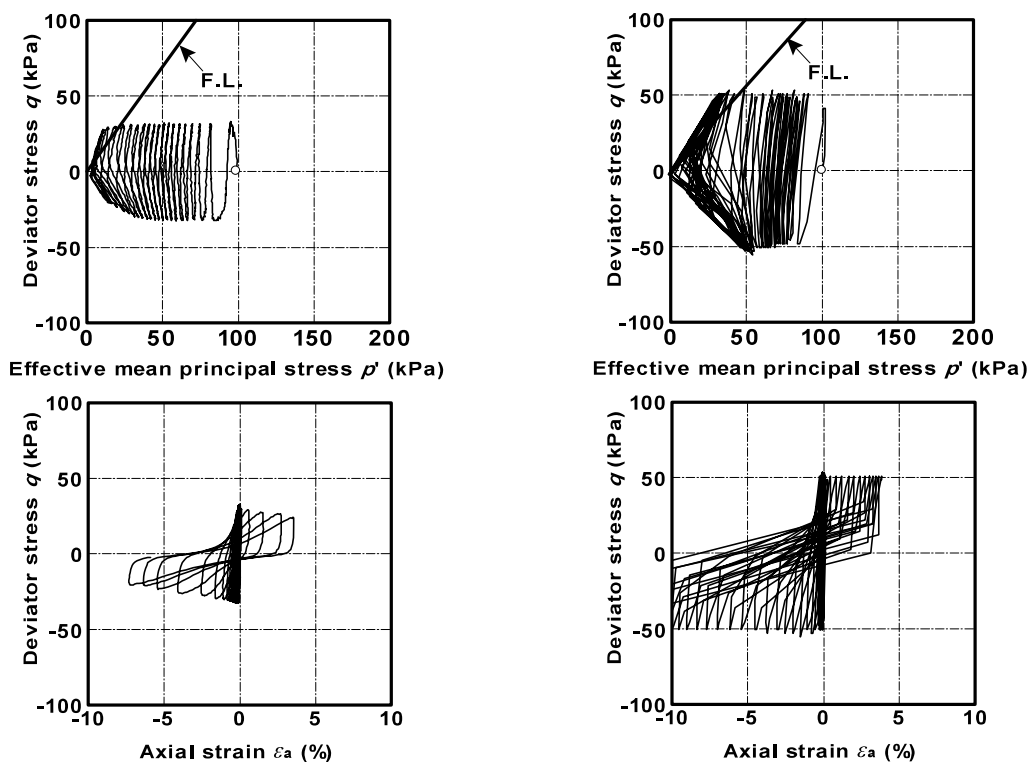 100
50
0
-50
-100
Deviator stress q (kPa)
F.L.
0 50 100 150 200
Effective mean principal stress p' (kPa)
100
50
0
-50
-100
Deviator stress q (kPa)
F.L.
0 50 100 150 200
Effective mean principal stress p' (kPa)
100
50
0
-50
-100
Deviator stress q (kPa)
-10 -5 0 5 10
Axial strain εa (%)
100
50
0
-50
-100
Deviator stress q (kPa)
-10 -5 0 5 10
Axial strain εa (%)